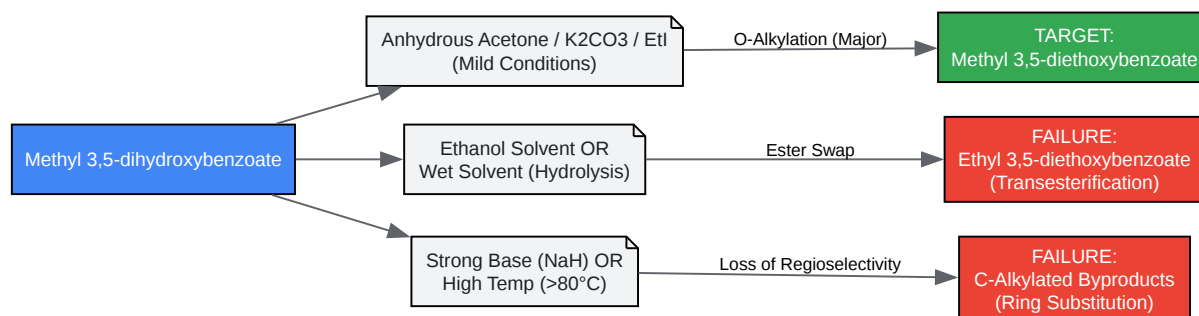 Methyl 3,5-dihydroxybenzoate
Anhydrous Acetone / K2CO3 / EtI
(Mild Conditions)
O-Alkylation (Major)
TARGET:
Methyl 3,5-diethoxybenzoate
Ethanol Solvent OR
Wet Solvent (Hydrolysis)
Ester Swap
FAILURE:
Ethyl 3,5-diethoxybenzoate
(Transesterification)
Strong Base (NaH) OR
High Temp (>80°C)
Loss of Regioselectivity
FAILURE:
C-Alkylated Byproducts
(Ring Substitution)